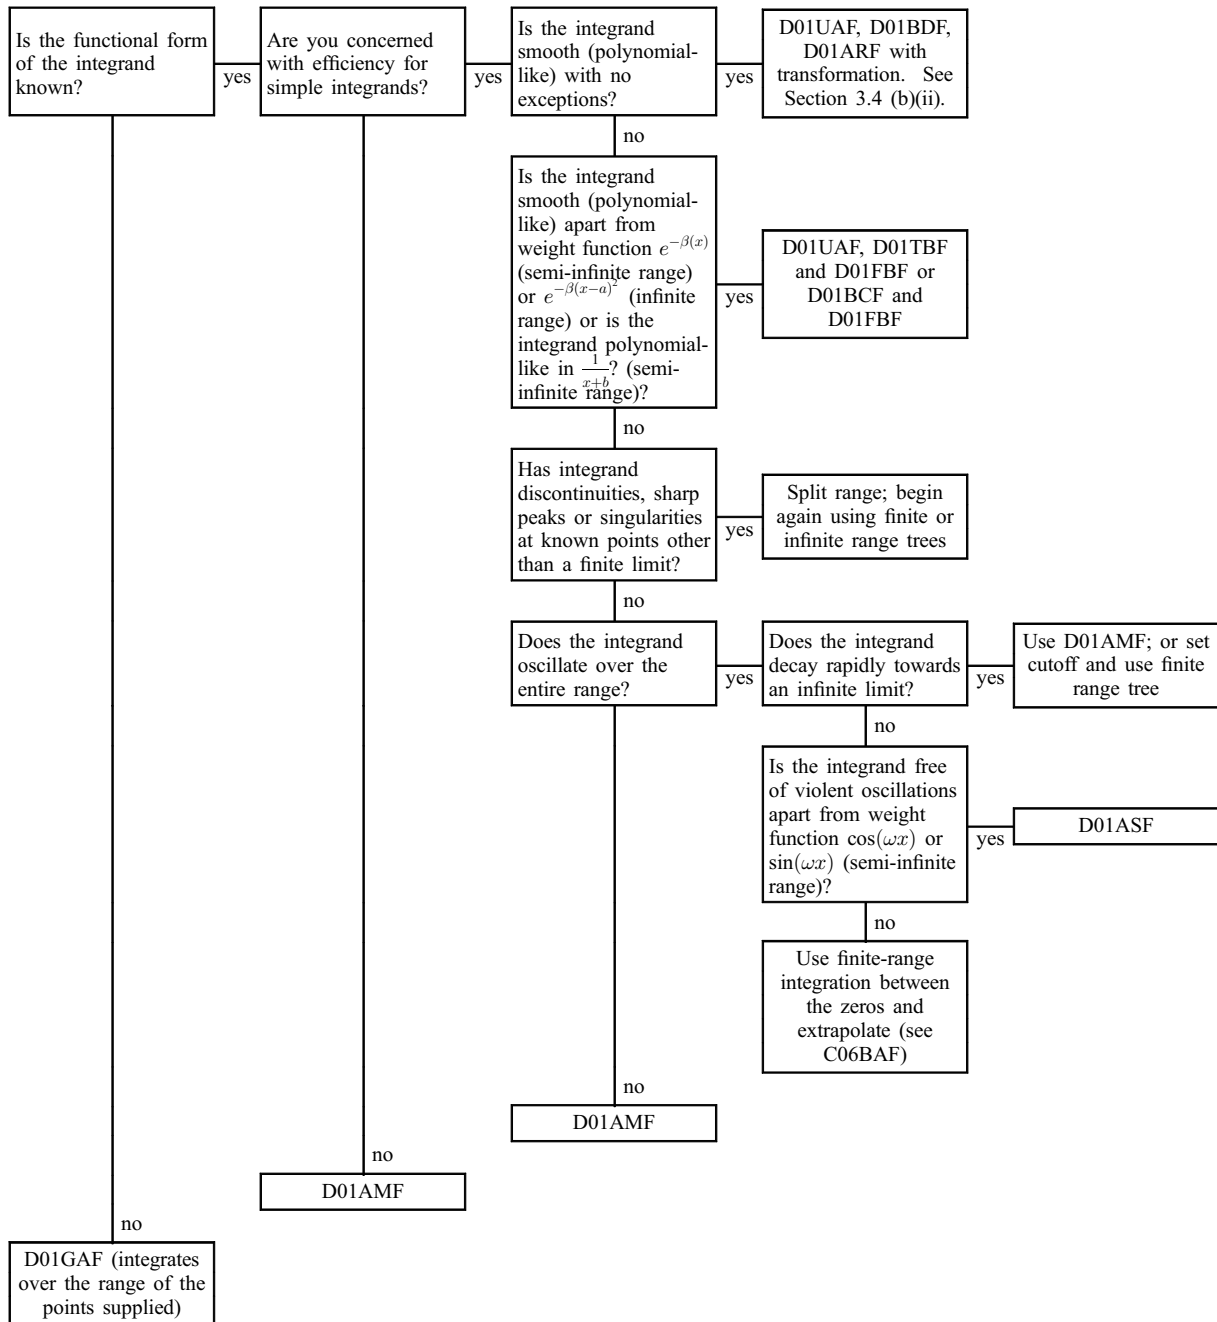 Is the functional form
of the integrand
known?
yes
Are you concerned
with efficiency for
simple integrands?
yes
Is the integrand
smooth (polynomial-
like) with no
exceptions?
yes
D01UAF, D01BDF,
D01ARF with
transformation. See
Section 3.4 (b)(ii).
no
Is the integrand
smooth (polynomial-
like) apart from
weight function e^{-β(x)}
(semi-infinite range)
or e^{-β(x-a)^2} (infinite
range) or is the
integrand polynomial-
like in \frac{1}{x+b}? (semi-
infinite range)?
yes
D01UAF, D01TBF
and D01FBF or
D01BCF and
D01FBF
no
Has integrand
discontinuities, sharp
peaks or singularities
at known points other
than a finite limit?
yes
Split range; begin
again using finite or
infinite range trees
no
Does the integrand
oscillate over the
entire range?
yes
Does the integrand
decay rapidly towards
an infinite limit?
yes
Use D01AMF; or set
cutoff and use finite
range tree
no
Is the integrand free
of violent oscillations
apart from weight
function cos(ωx) or
sin(ωx) (semi-infinite
range)?
yes
D01ASF
no
Use finite-range
integration between
the zeros and
extrapolate (see
C06BAF)
no
D01AMF
no
D01AMF
no
D01GAF (integrates
over the range of the
points supplied)